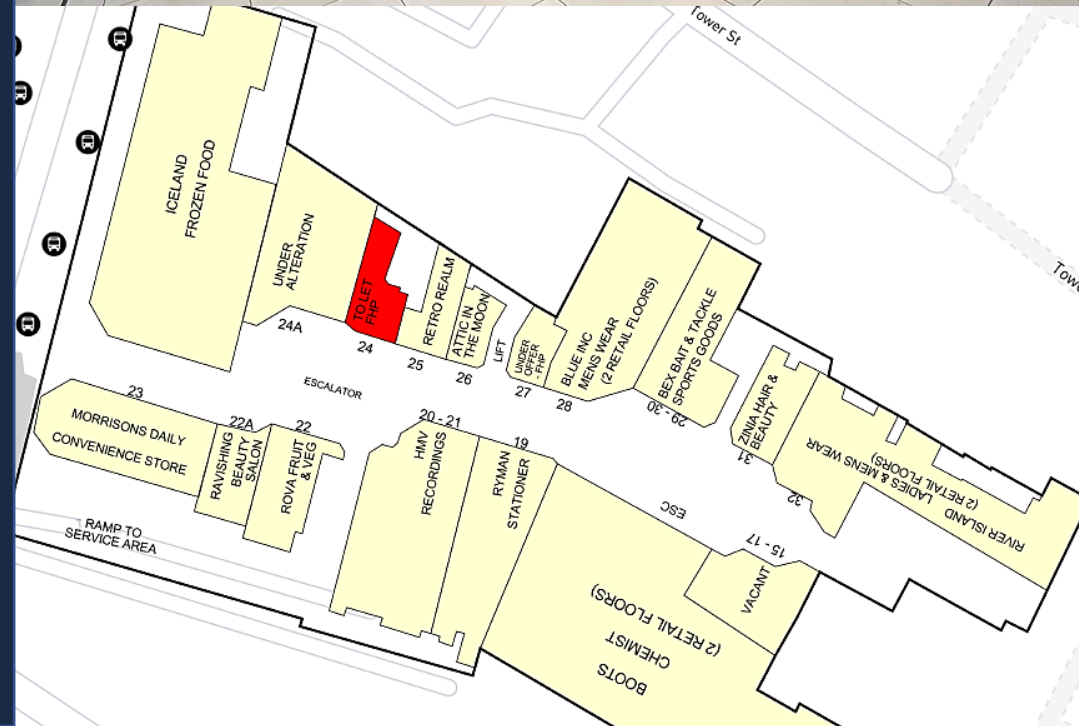 Tower St
Towe
ICELAND
FROZEN FOOD
UNDER
ALTERATION
24A
TO LET
FHP
24
RETRO REALM
25
ATTIC IN
THE MOON
26
LIFT
UNDER
OFFER
- FHP
27
BLUE INC
MENS WEAR
(2 RETAIL FLOORS)
28
BEX BAIT & TACKLE
SPORTS GOODS
29 - 30
ZINIA HAIR &
BEAUTY
31
RIVER ISLAND
LADIES & MENS WEAR
(2 RETAIL FLOORS)
32
ESCALATOR
23
MORRISONS DAILY
CONVENIENCE STORE
22A
RAVISHING
BEAUTY
SALON
22
ROVA FRUIT
& VEG
20 - 21
HMV
RECORDINGS
19
RYMAN
STATIONER
ESC
15 - 17
VACANT
BOOTS
CHEMIST
(2 RETAIL FLOORS)
RAMP TO
SERVICE AREA